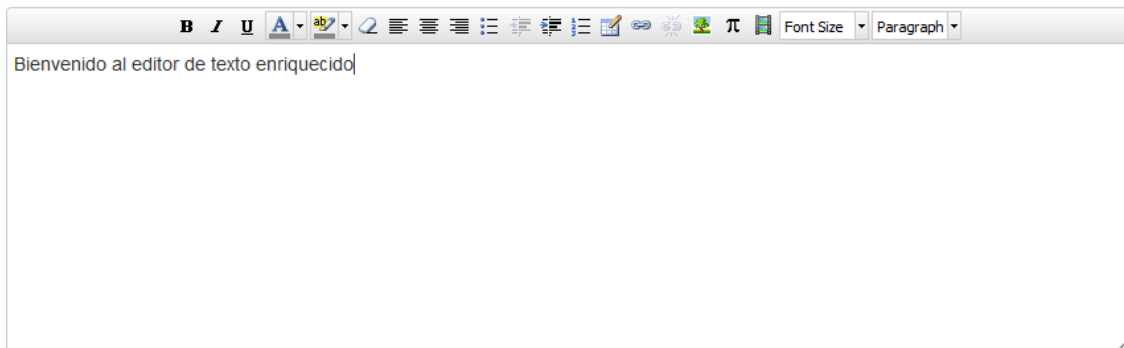 B I U A ab π Font Size Paragraph
Bienvenido al editor de texto enriquecido